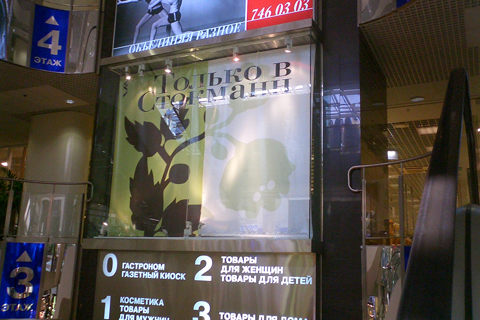 746 03.03
ОБЪЕДИНЯЯ РАЗНОЕ
4
ЭТАЖ
Только в
Стокманн
3
ЭТАЖ
0 ГАСТРОНОМ
ГАЗЕТНЫЙ КИОСК
2 ТОВАРЫ
ДЛЯ ЖЕНЩИН
ТОВАРЫ ДЛЯ ДЕТЕЙ
1 КОСМЕТИКА
ТОВАРЫ
ДЛЯ МУЖЧИН
3 ТОВАРЫ ДЛЯ ДОМА